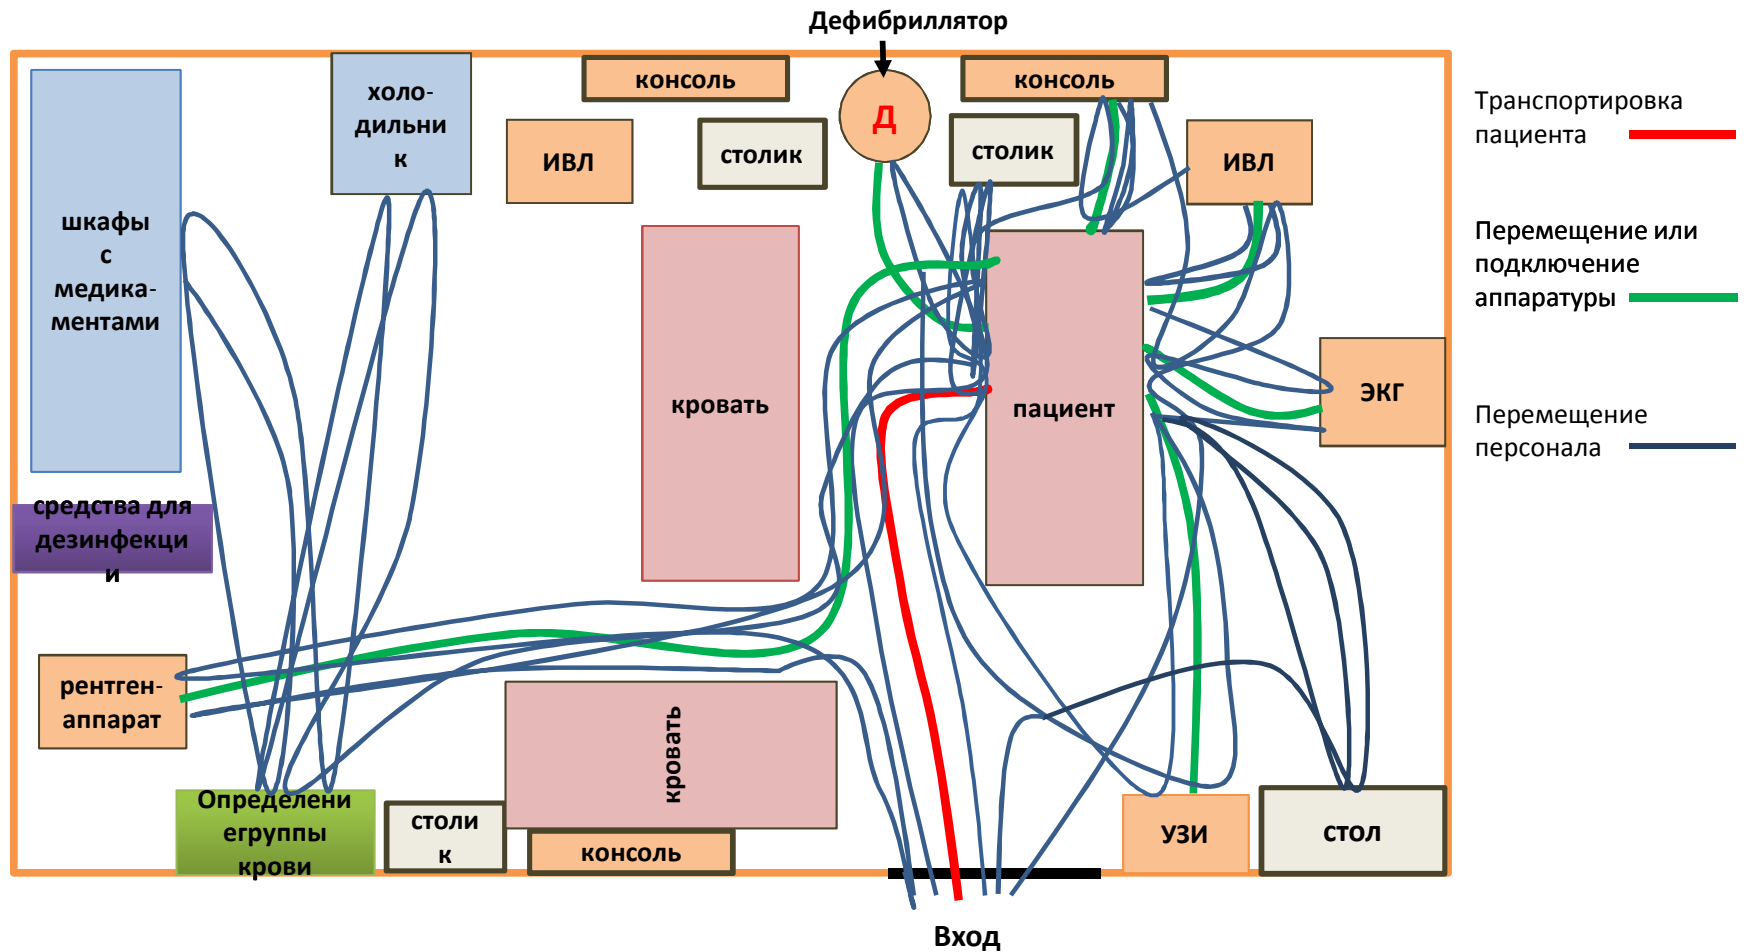 Дефибриллятор
холо-
дильни
к
консоль
Д
консоль
ИВЛ
столик
столик
ИВЛ
шкафы
с
медика-
ментами
кровать
пациент
ЭКГ
средства для
дезинфекци
и
рентген-
аппарат
кровать
Определени
егруппы
крови
столи
к
консоль
УЗИ
стол
Вход
Транспортировка
пациента
Перемещение или
подключение
аппаратуры
Перемещение
персонала